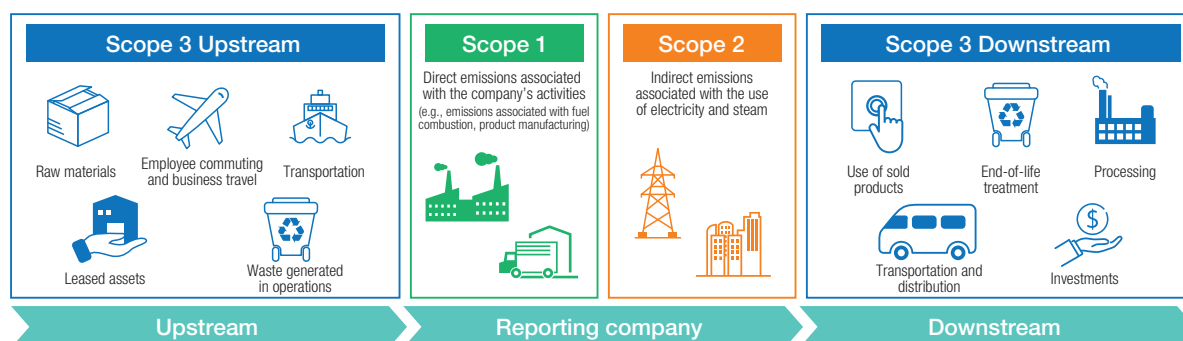 Scope 3 Upstream
Raw materials
Employee commuting
and business travel
Transportation
Leased assets
Waste generated
in operations
Scope 1
Direct emissions associated
with the company's activities
(e.g., emissions associated with fuel
combustion, product manufacturing)
Scope 2
Indirect emissions
associated with the use
of electricity and steam
Scope 3 Downstream
Use of sold
products
End-of-life
treatment
Processing
Transportation and
distribution
$
Investments
Upstream
Reporting company
Downstream